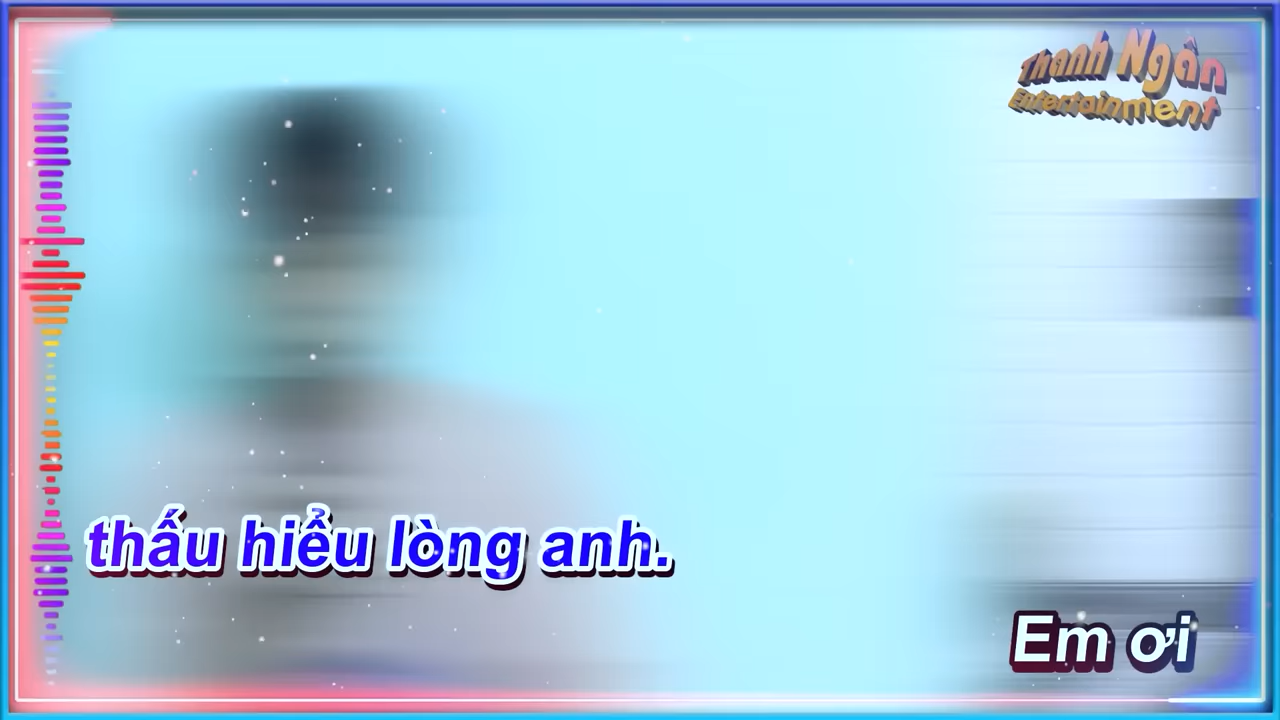 Thanh Ngân
Entertainment
thấu hiểu lòng anh.
Em ơi